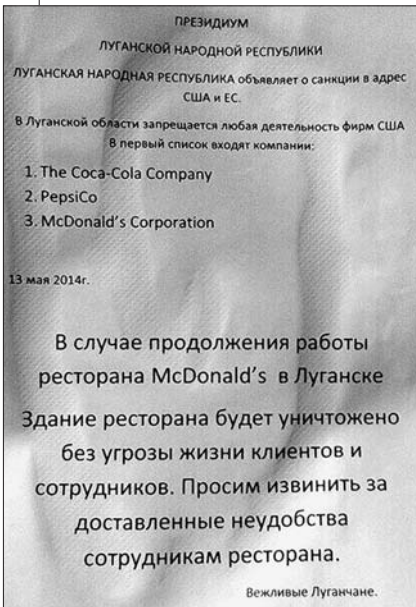 ПРЕЗИДИУМ
ЛУГАНСКОЙ НАРОДНОЙ РЕСПУБЛИКИ
ЛУГАНСКАЯ НАРОДНАЯ РЕСПУБЛИКА объявляет о санкции в адрес
США и ЕС.
В Луганской области запрещается любая деятельность фирм США
В первый список входят компании:
1. The Coca-Cola Company
2. PepsiCo
3. McDonald's Corporation
13 мая 2014г.
В случае продолжения работы
ресторана McDonald's в Луганске
Здание ресторана будет уничтожено
без угрозы жизни клиентов и
сотрудников. Просим извинить за
доставленные неудобства
сотрудникам ресторана.
Вежливые Луганчане.